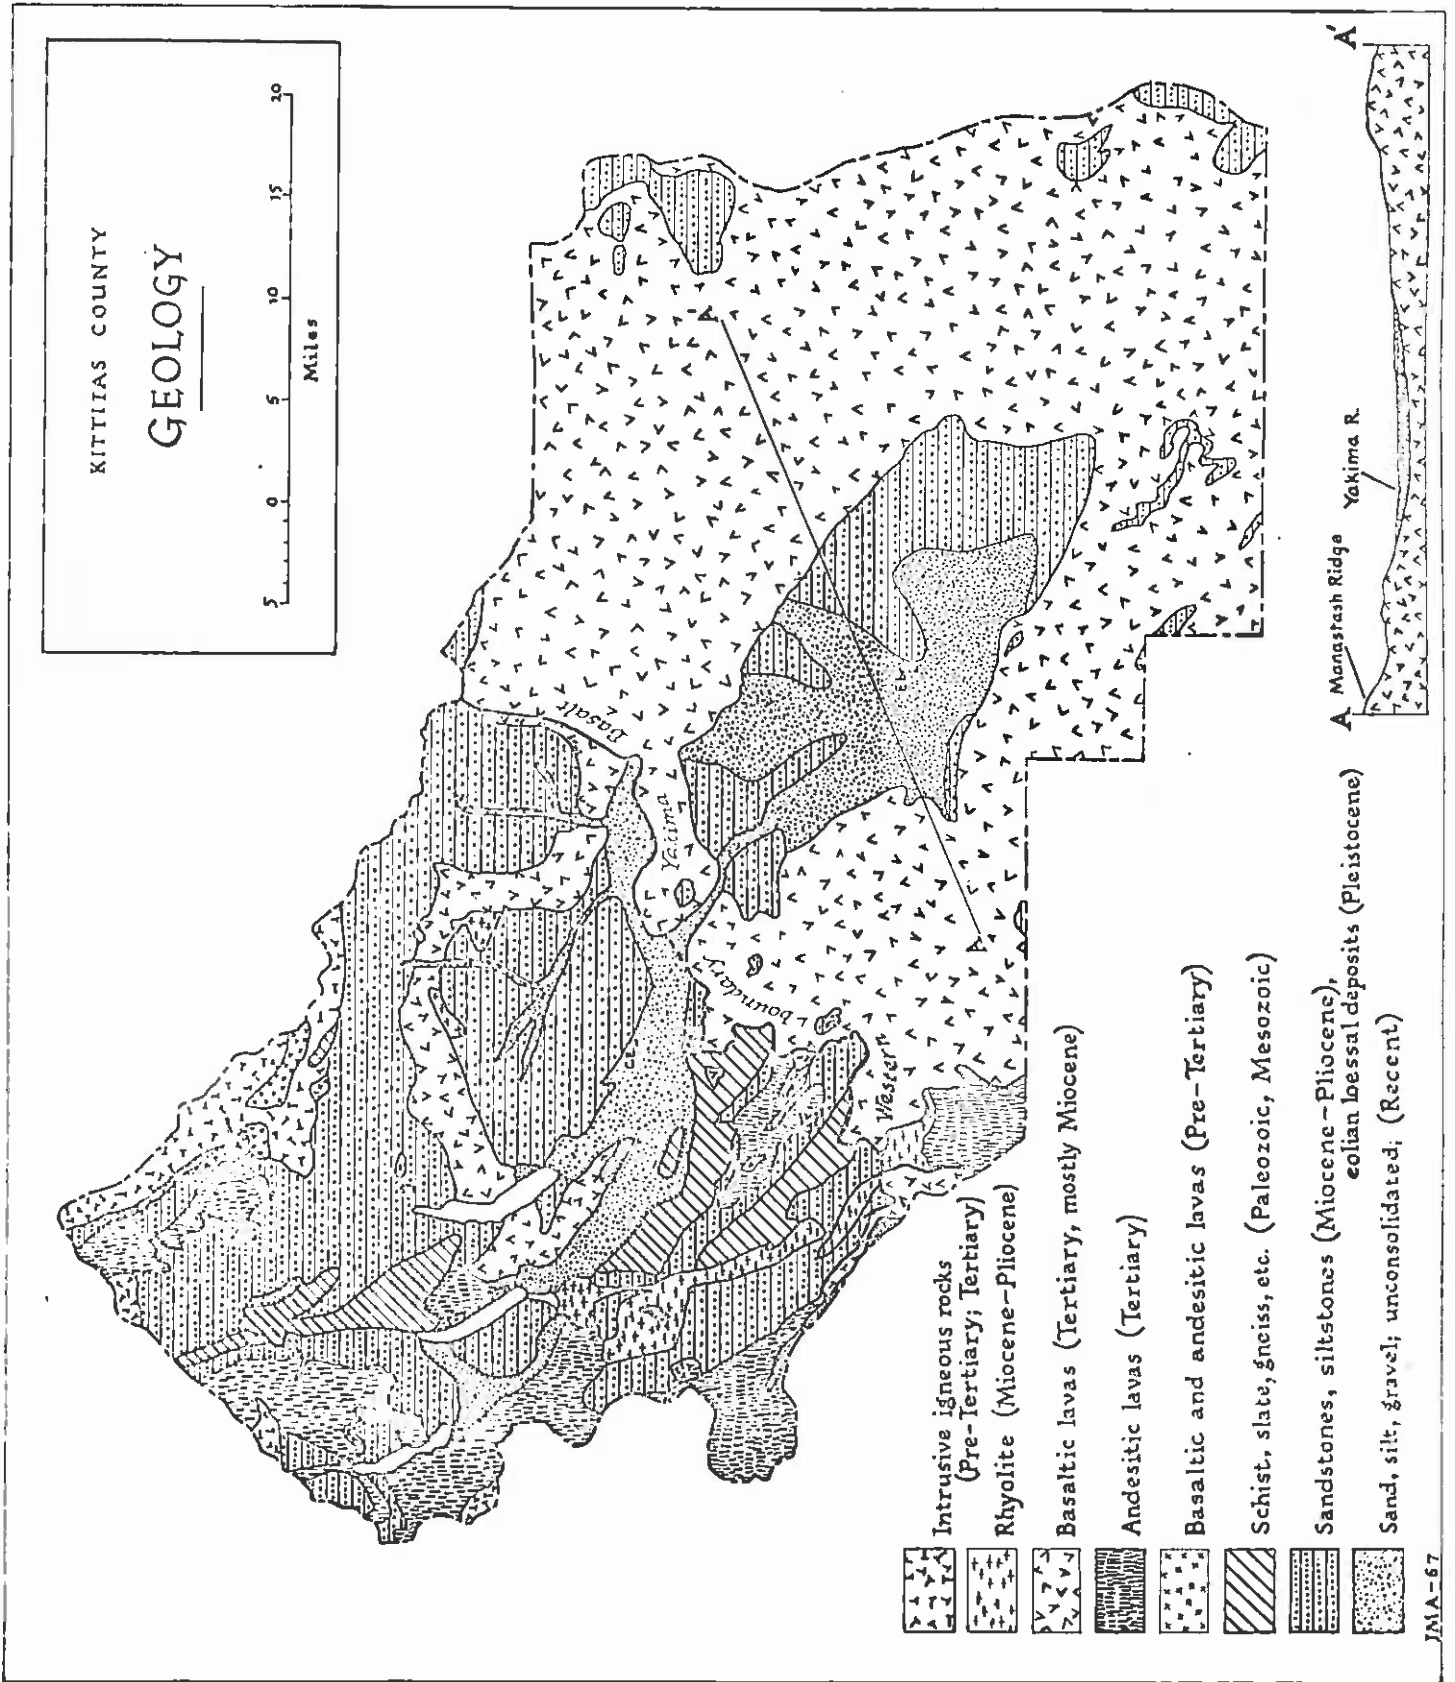 KITTITAS COUNTY
GEOLOGY
5 0 5 10 15 20
Miles
Basalt
Yakima
boundary
Western
CL
Eb
A
A'
Intrusive igneous rocks
(Pre-Tertiary; Tertiary)
Rhyolite (Miocene-Pliocene)
Basaltic lavas (Tertiary, mostly Miocene)
Andesitic lavas (Tertiary)
Basaltic and andesitic lavas (Pre-Tertiary)
Schist, slate, gneiss, etc. (Paleozoic, Mesozoic)
Sandstones, siltstones (Miocene-Pliocene),
eolian loessal deposits (Pleistocene)
Sand, silt, gravel; unconsolidated; (Recent)
A
Manastash Ridge
Yakima R.
A'
JMA-67